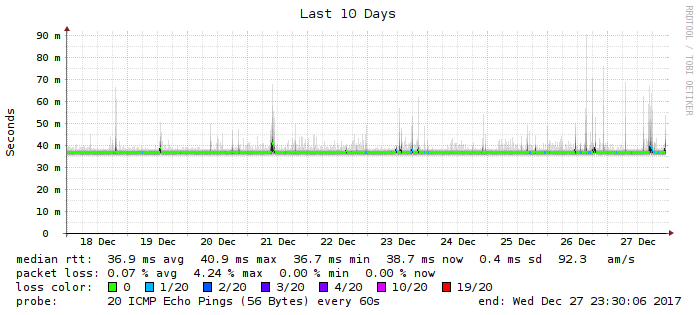 Last 10 Days
RRDTOOL / TOBI OETIKER
Seconds
90 m
80 m
70 m
60 m
50 m
40 m
30 m
20 m
10 m
0
18 Dec 19 Dec 20 Dec 21 Dec 22 Dec 23 Dec 24 Dec 25 Dec 26 Dec 27 Dec
median rtt: 36.9 ms avg 40.9 ms max 36.7 ms min 38.7 ms now 0.4 ms sd 92.3 am/s
packet loss: 0.07 % avg 4.24 % max 0.00 % min 0.00 % now
loss color: 0 1/20 2/20 3/20 4/20 10/20 19/20
probe: 20 ICMP Echo Pings (56 Bytes) every 60s end: Wed Dec 27 23:30:06 2017